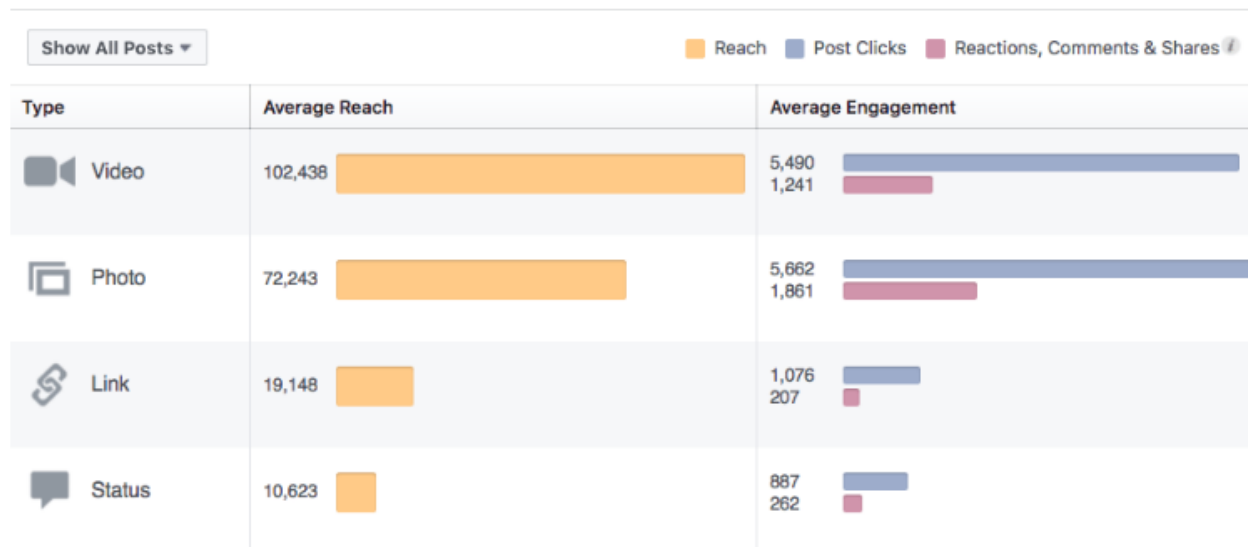 Show All Posts
Reach Post Clicks Reactions, Comments & Shares i
Type Average Reach Average Engagement
Video 102,438 5,490
1,241
Photo 72,243 5,662
1,861
Link 19,148 1,076
207
Status 10,623 887
262